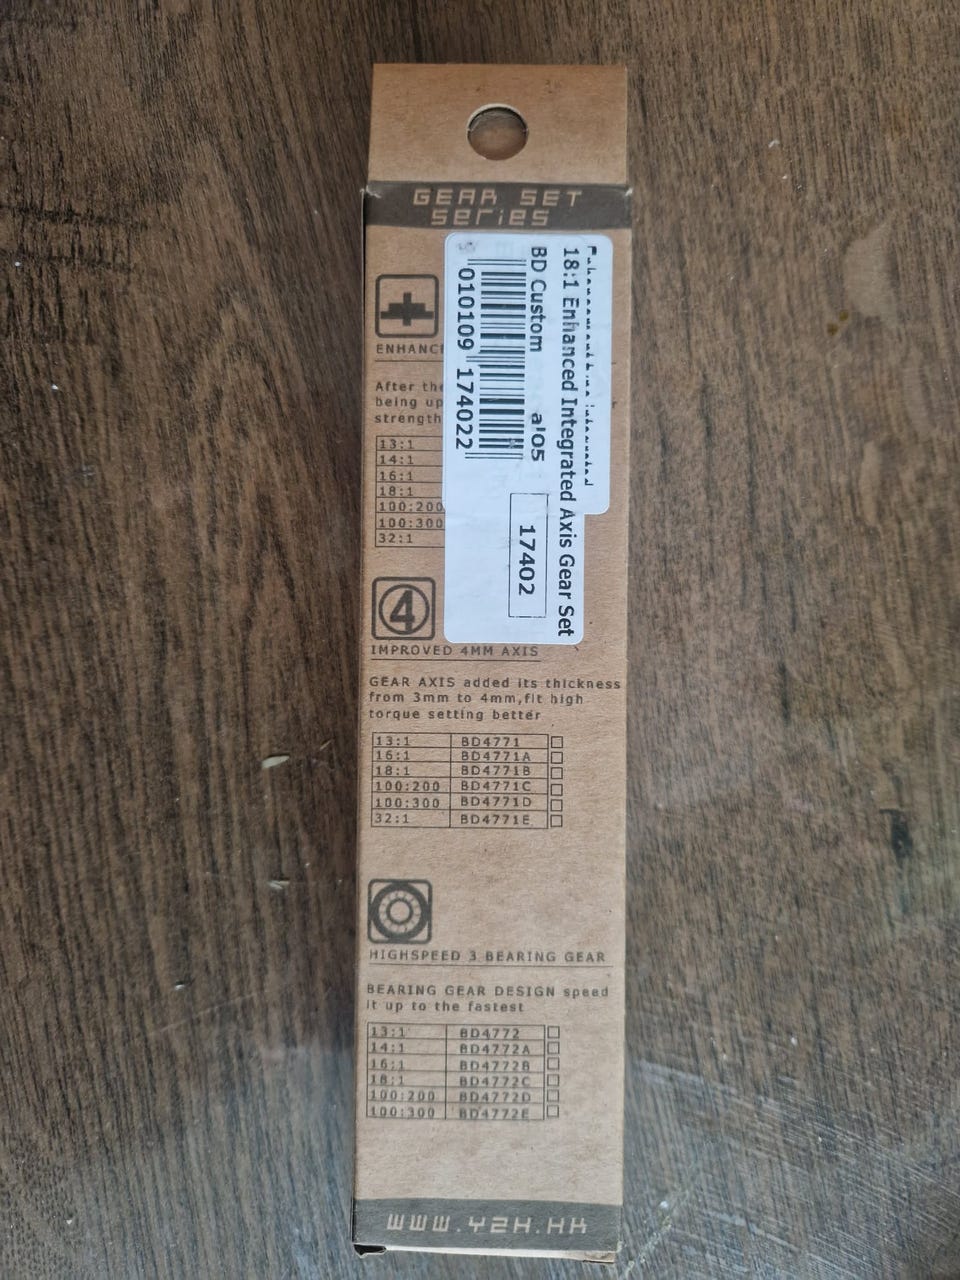 GEAR SET
series
18:1 Enhanced Integrated Axis Gear Set
BD Custom a'05
17402
010109 174022
ENHANC
After the
being up
strength
13:1
14:1
16:1
18:1
100:200
100:300
32:1
4
IMPROVED 4MM AXIS
GEAR AXIS added its thickness
from 3mm to 4mm,fit high
torque setting better
13:1 BD4771
16:1 BD4771A
18:1 BD4771B
100:200 BD4771C
100:300 BD4771D
32:1 BD4771E
HIGHSPEED 3 BEARING GEAR
BEARING GEAR DESIGN speed
it up to the fastest
13:1 BD4772
14:1 BD4772A
16:1 BD4772B
18:1 BD4772C
100:200 BD4772D
100:300 BD4772E
WWW.Y2H.HK